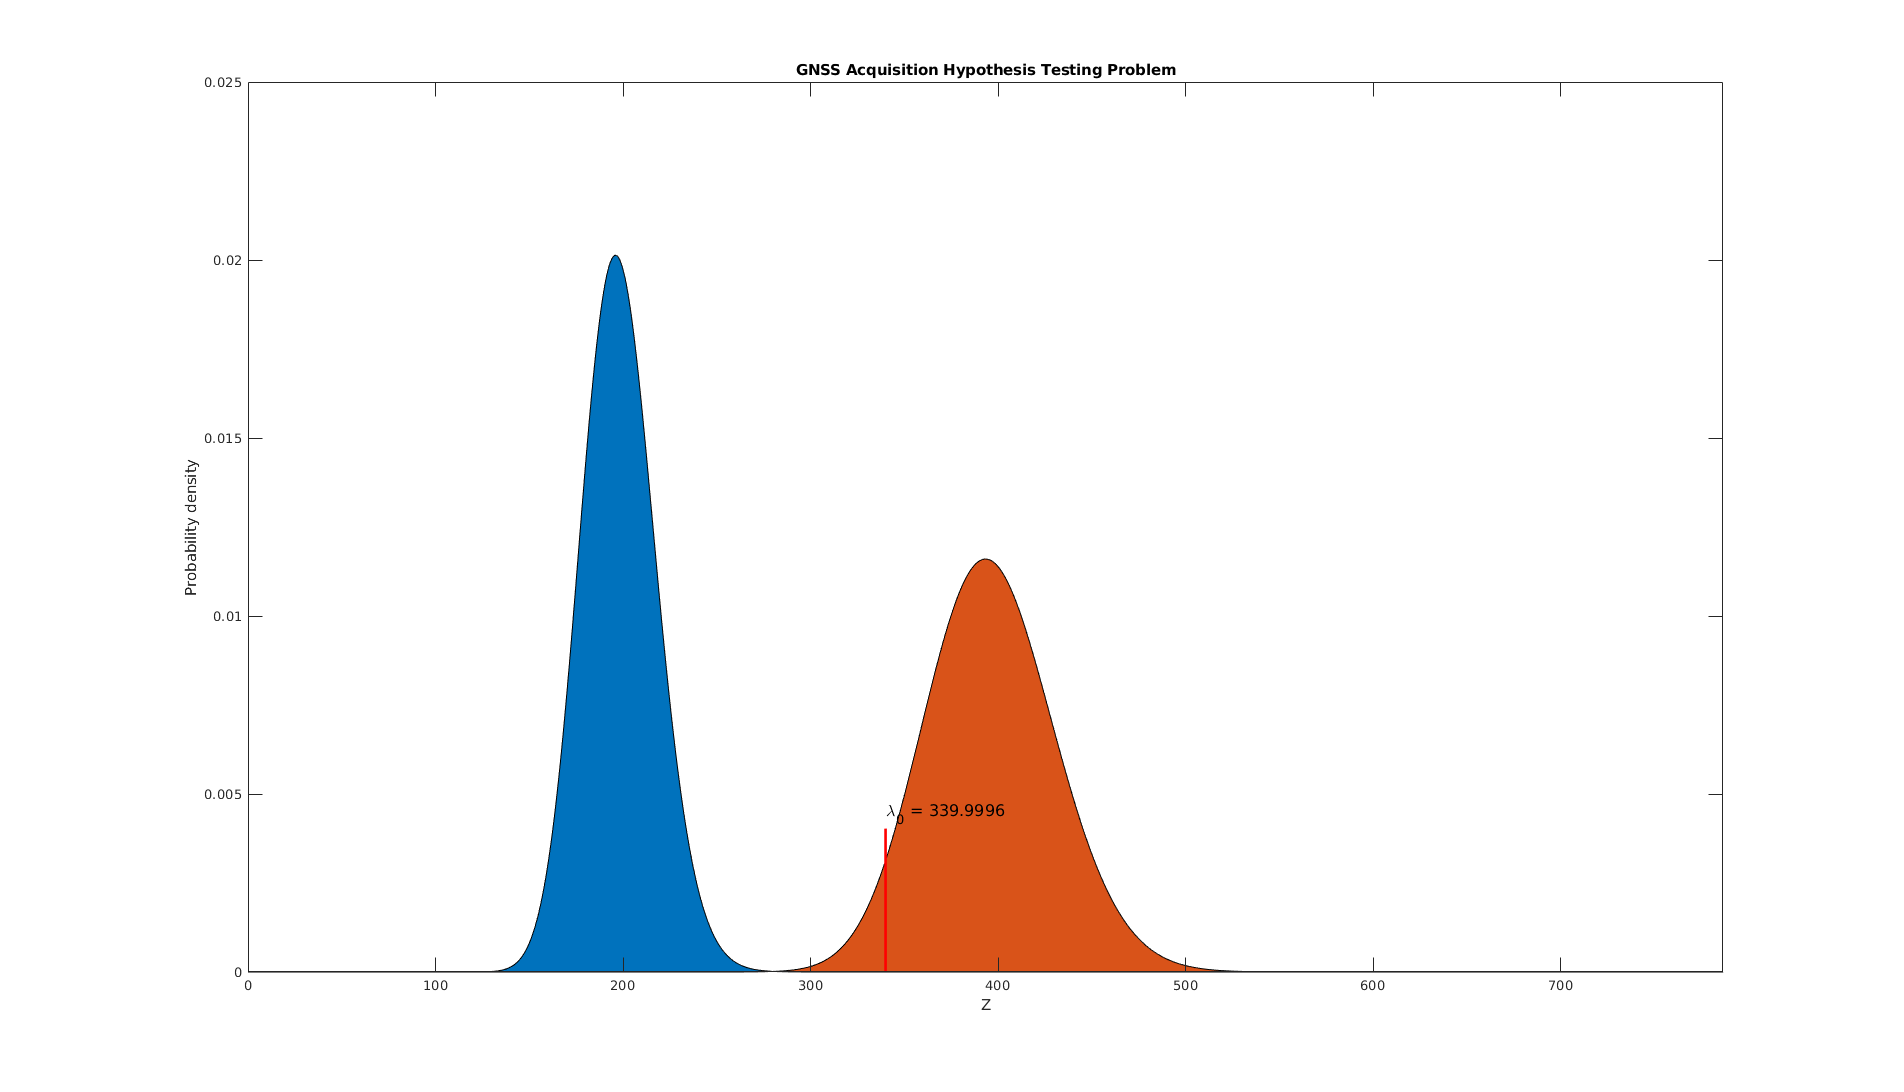 GNSS Acquisition Hypothesis Testing Problem
0.025
0.02
0.015
0.01
0.005
0
Probability density
λ₀ = 339.9996
0 100 200 300 400 500 600 700
Z